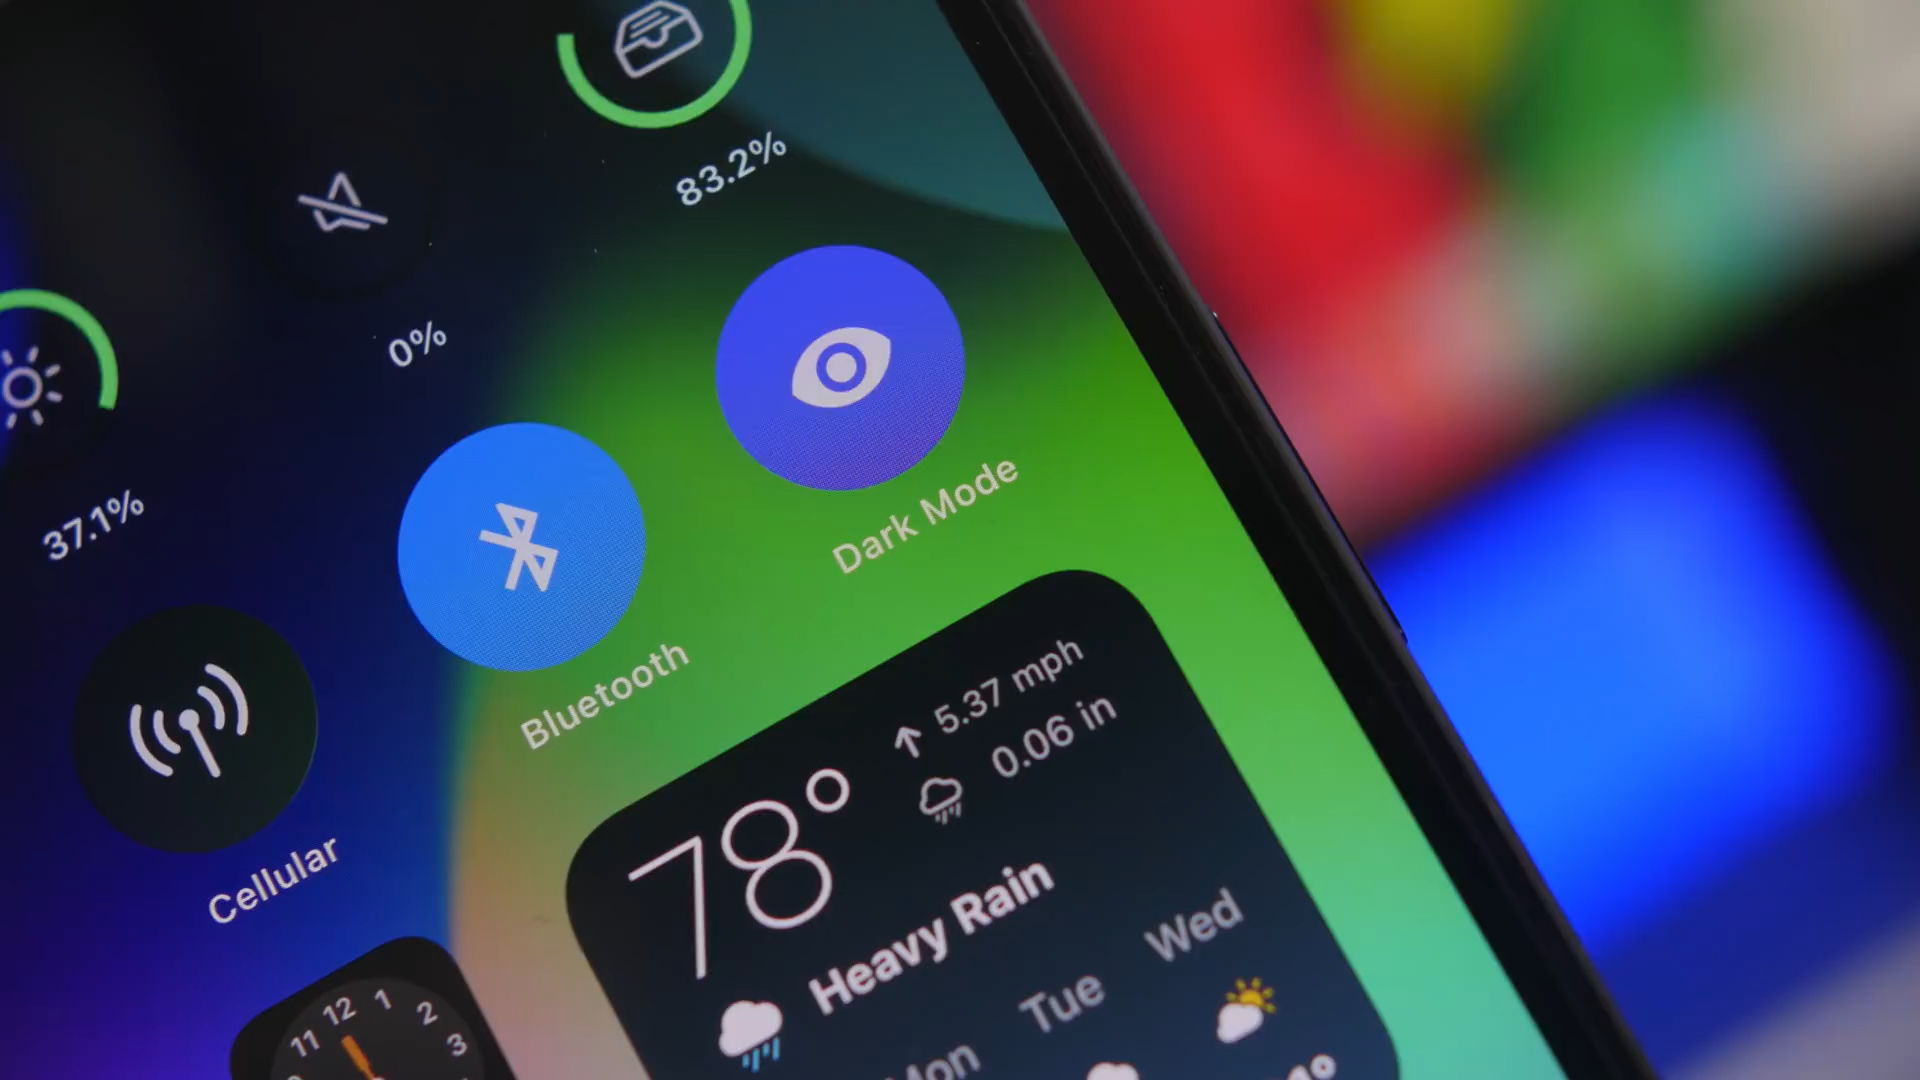 83.2%
0%
37.1%
Dark Mode
Bluetooth
Cellular
5.37 mph
0.06 in
78°
Heavy Rain
Mon Tue Wed
11 12 1 2 3